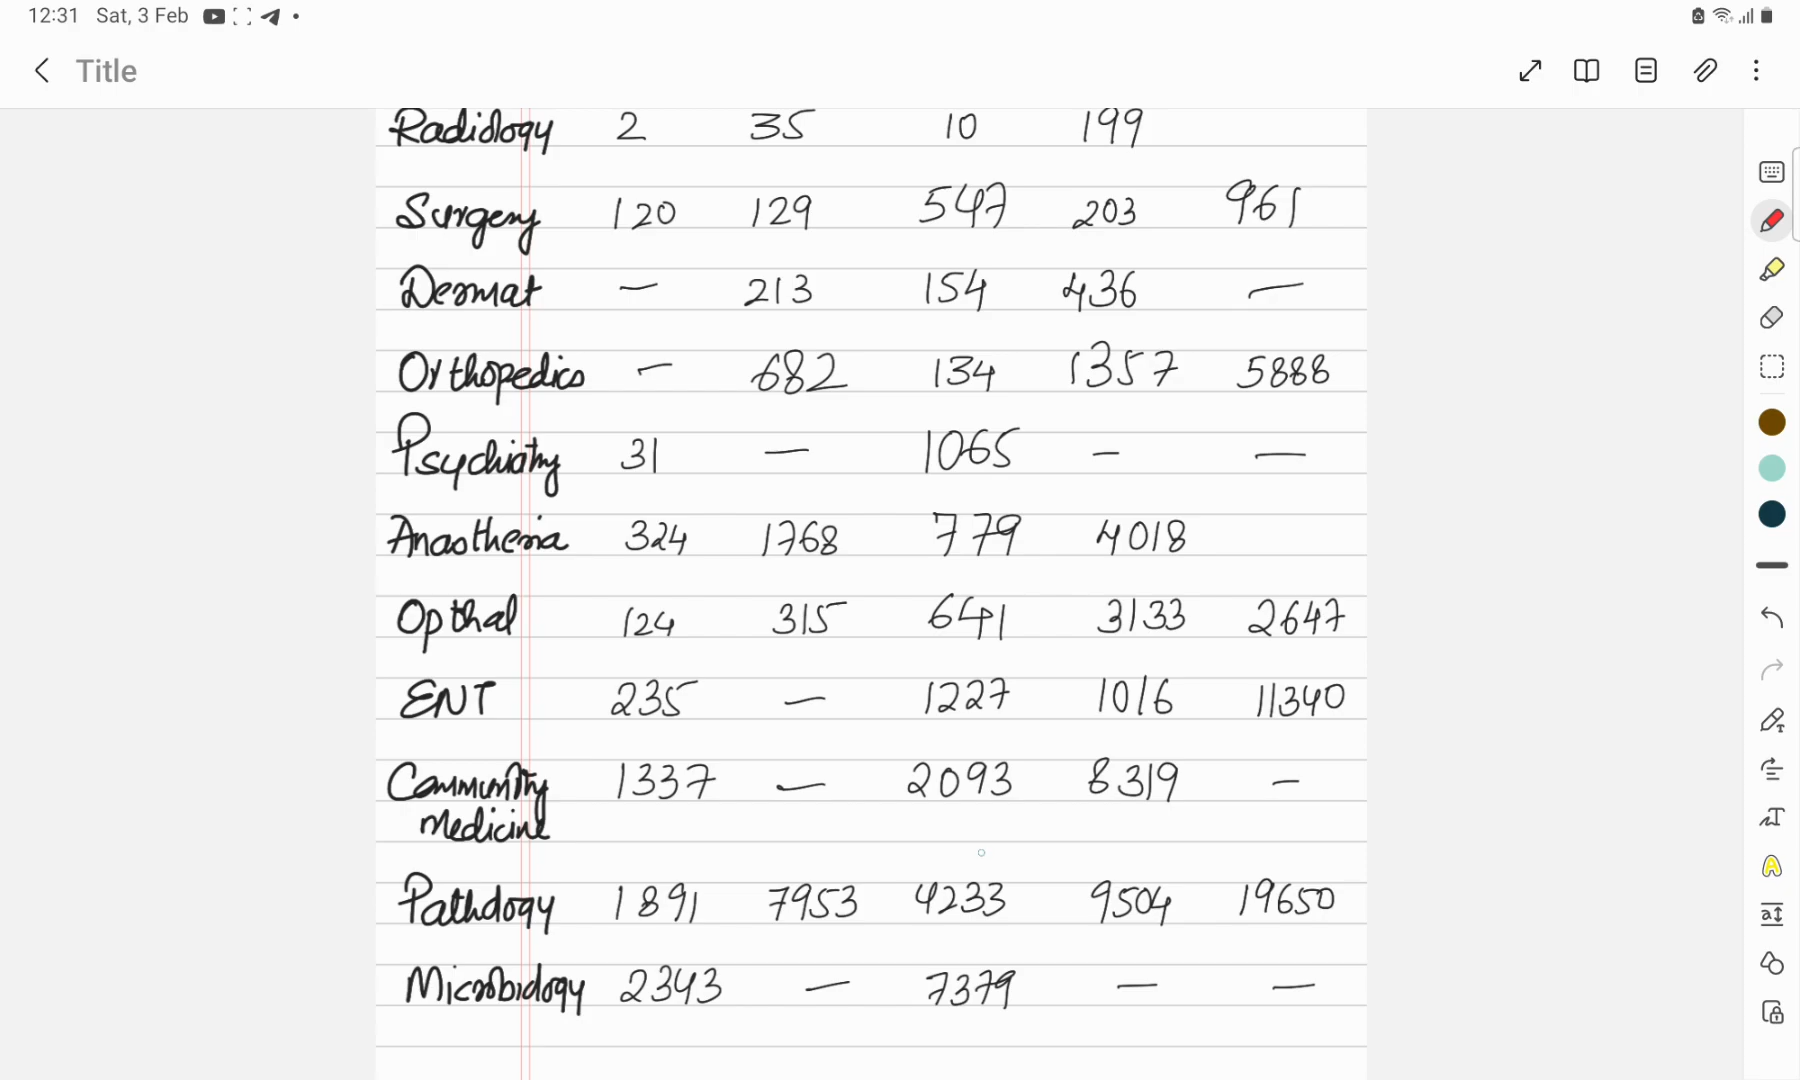 12:31 Sat, 3 Feb
Title
Radiology 2 35 10 199
Surgery 120 129 547 203 961
Dermat — 213 154 436 —
Orthopedics — 682 134 1357 5888
Psychiatry 31 — 1065 — —
Anasthesia 324 1768 779 4018
Opthal 124 315 641 3133 2647
ENT 235 — 1227 1016 11340
Community 1337 — 2093 8319 —
medicine
Pathology 1891 7953 4233 9504 19650
Microbiology 2343 — 7379 — —